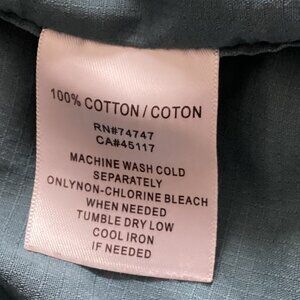 100% COTTON / COTON
RN#74747
CA#45117
MACHINE WASH COLD
SEPARATELY
ONLYNON-CHLORINE BLEACH
WHEN NEEDED
TUMBLE DRY LOW
COOL IRON
IF NEEDED